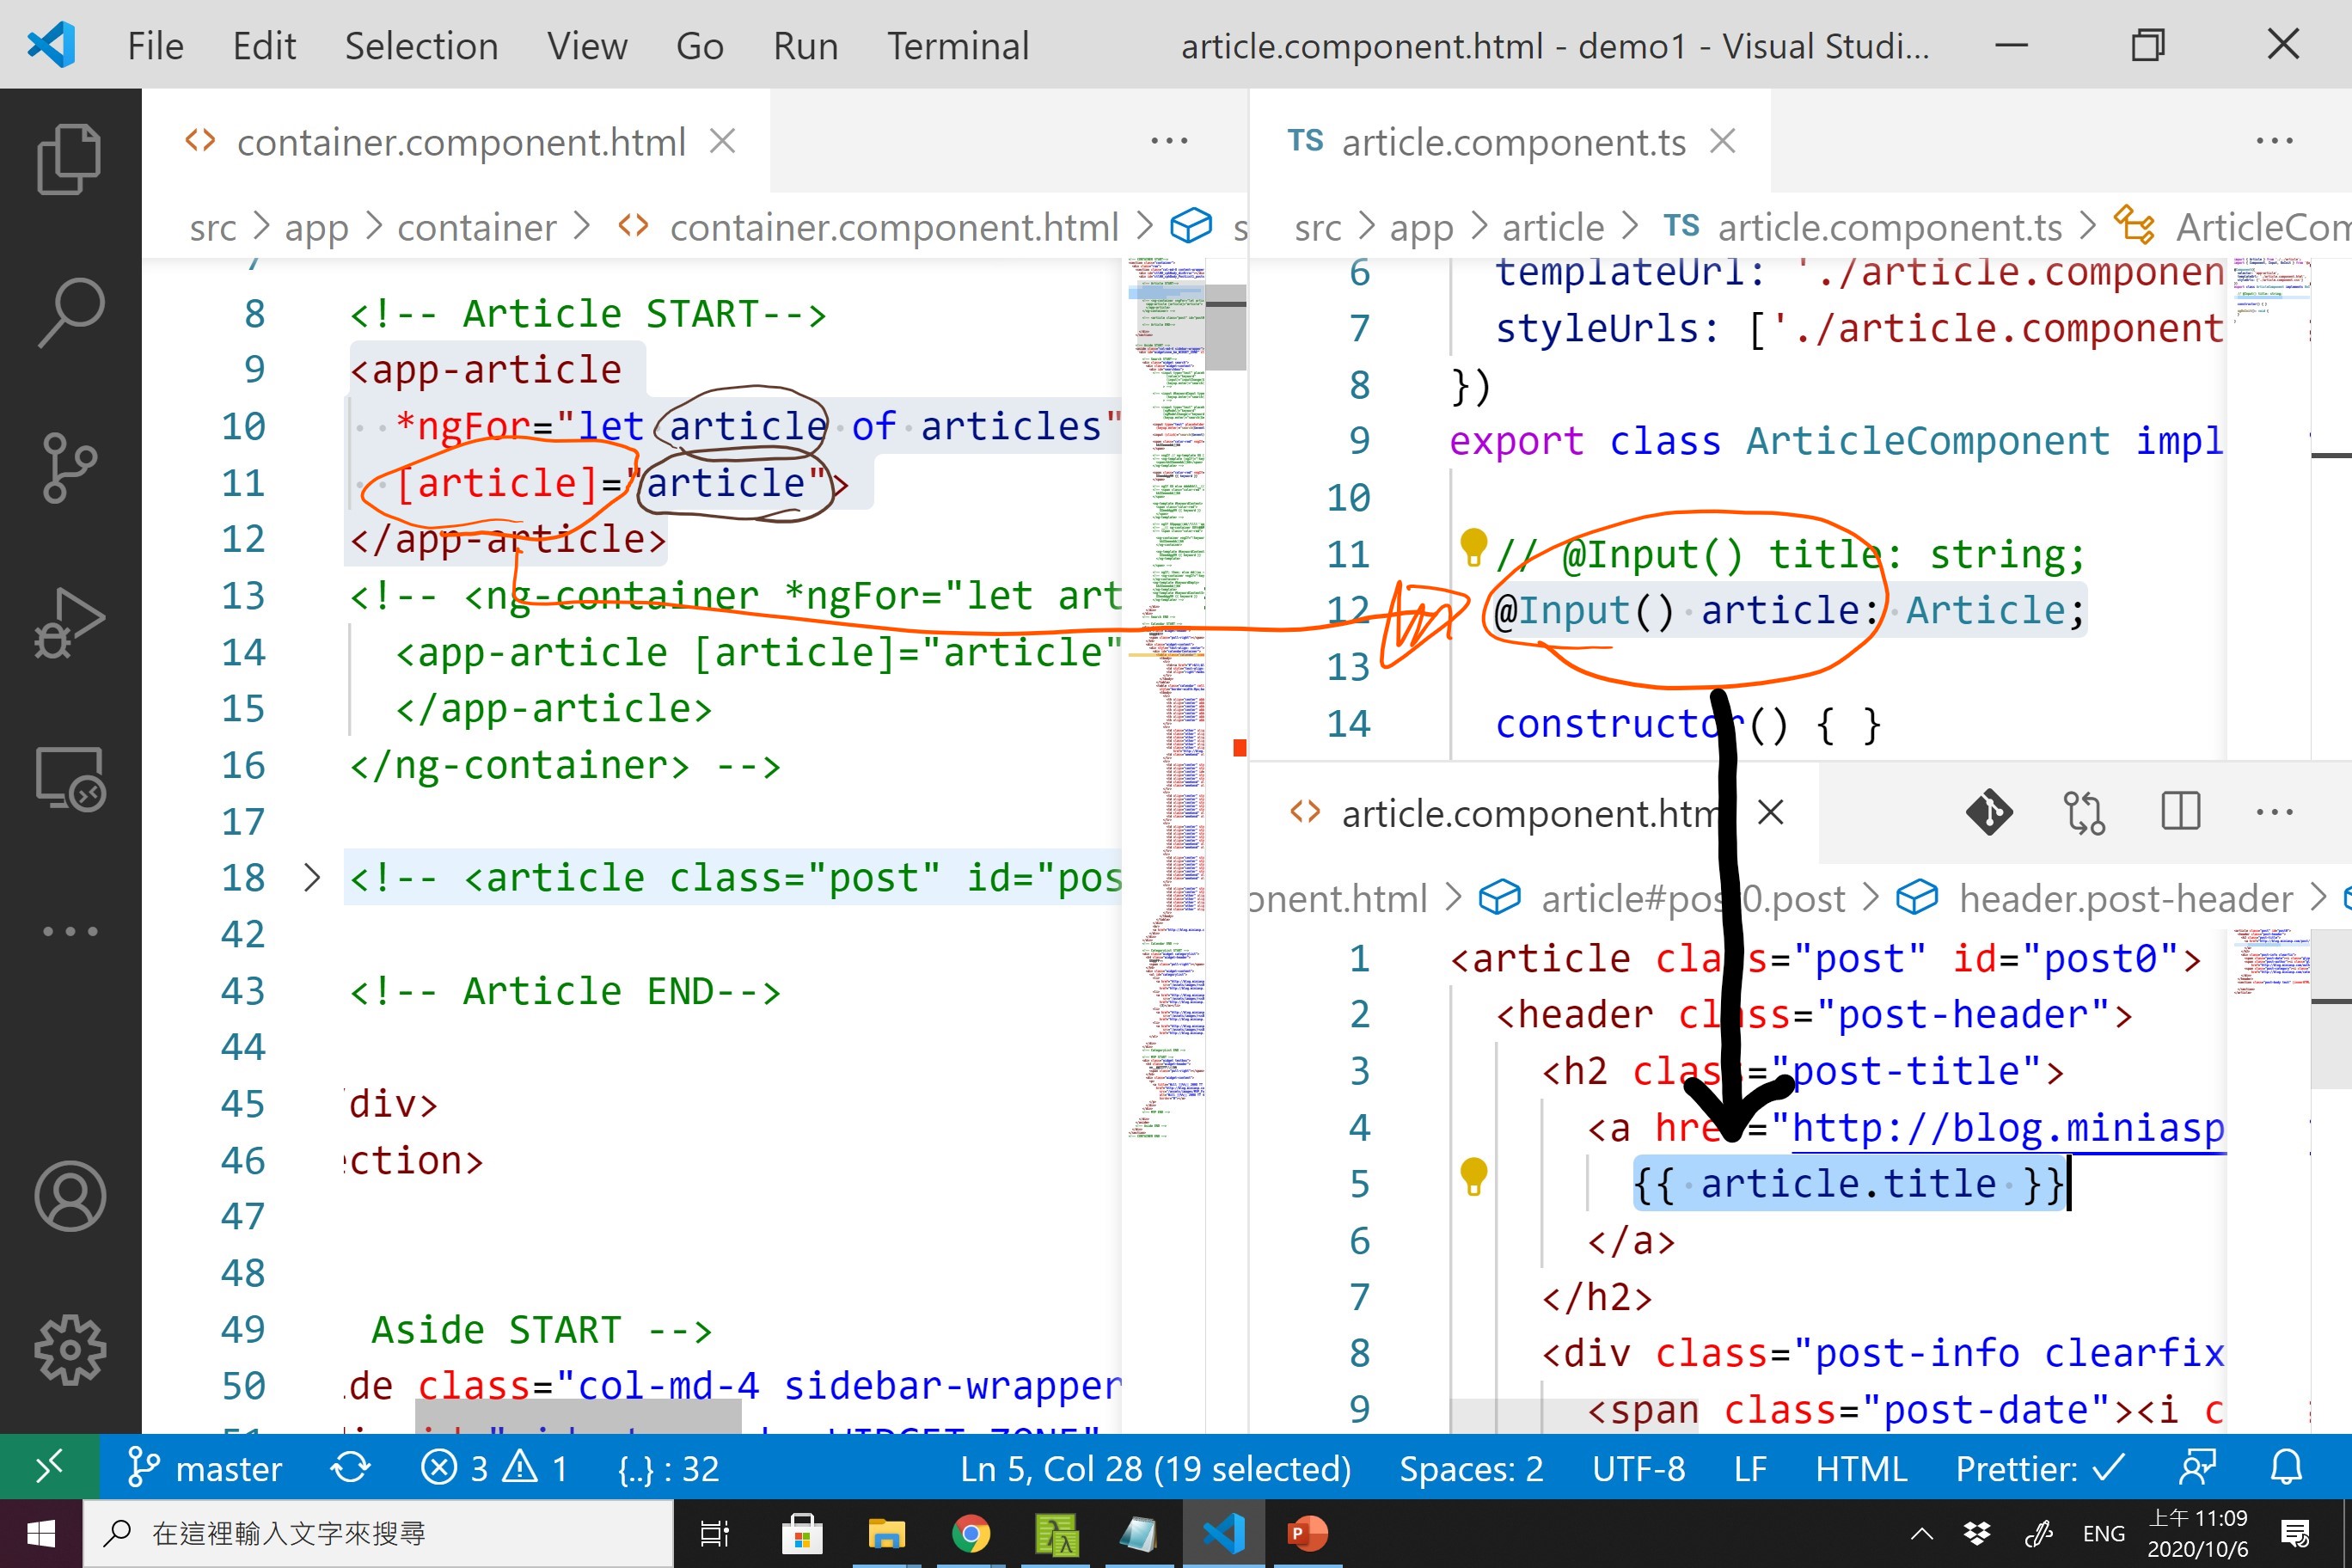 File Edit Selection View Go Run Terminal article.component.html - demo1 - Visual Studi...
container.component.html
src > app > container > container.component.html > s
7
8 <!-- Article START-->
9 <app-article
10 *ngFor="let article of articles"
11 [article]="article">
12 </app-article>
13 <!-- <ng-container *ngFor="let art
14 <app-article [article]="article"
15 </app-article>
16 </ng-container> -->
17
18 <!-- <article class="post" id="pos
42
43 <!-- Article END-->
44
45 div>
46 ction>
47
48
49 Aside START -->
50 de class="col-md-4 sidebar-wrapper
51
TS article.component.ts
src > app > article > TS article.component.ts > ArticleCom
6 templateUrl: './article.componen
7 styleUrls: ['./article.component
8 })
9 export class ArticleComponent impl
10
11 // @Input() title: string;
12 @Input() article: Article;
13
14 constructor() { }
article.component.htm
onent.html > article#post0.post > header.post-header >
1 <article class="post" id="post0">
2 <header class="post-header">
3 <h2 class="post-title">
4 <a href="http://blog.miniasp
5 {{ article.title }}
6 </a>
7 </h2>
8 <div class="post-info clearfix
9 <span class="post-date"><i c
master 3 1 {..} : 32 Ln 5, Col 28 (19 selected) Spaces: 2 UTF-8 LF HTML Prettier: ✓
在這裡輸入文字來搜尋
ENG
上午 11:09
2020/10/6